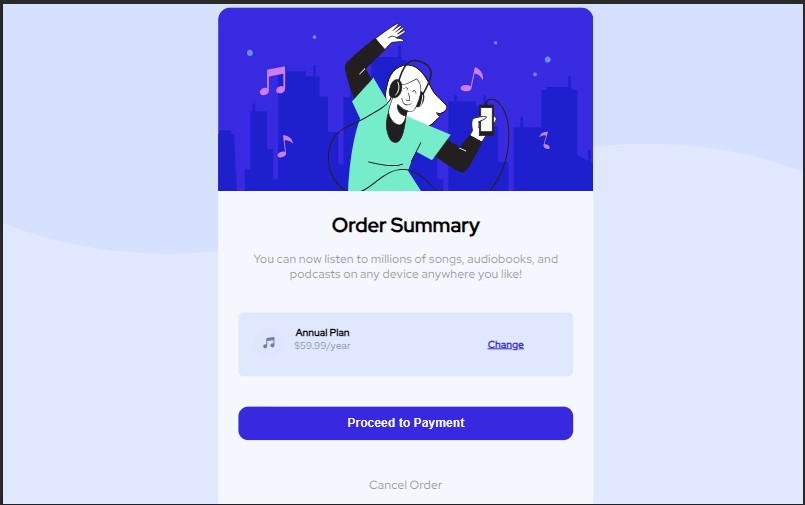 Order Summary
You can now listen to millions of songs, audiobooks, and
podcasts on any device anywhere you like!
Annual Plan
$59.99/year
Change
Proceed to Payment
Cancel Order